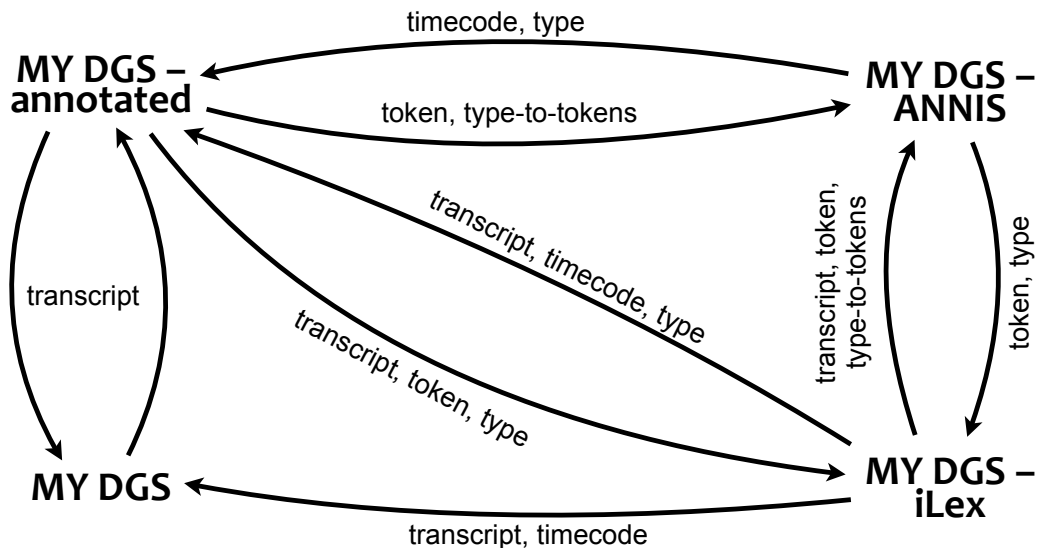 timecode, type
MY DGS –
annotated
MY DGS –
ANNIS
token, type-to-tokens
transcript, timecode, type
transcript, token,
type-to-tokens
token, type
transcript
transcript, token, type
MY DGS
MY DGS –
iLex
transcript, timecode